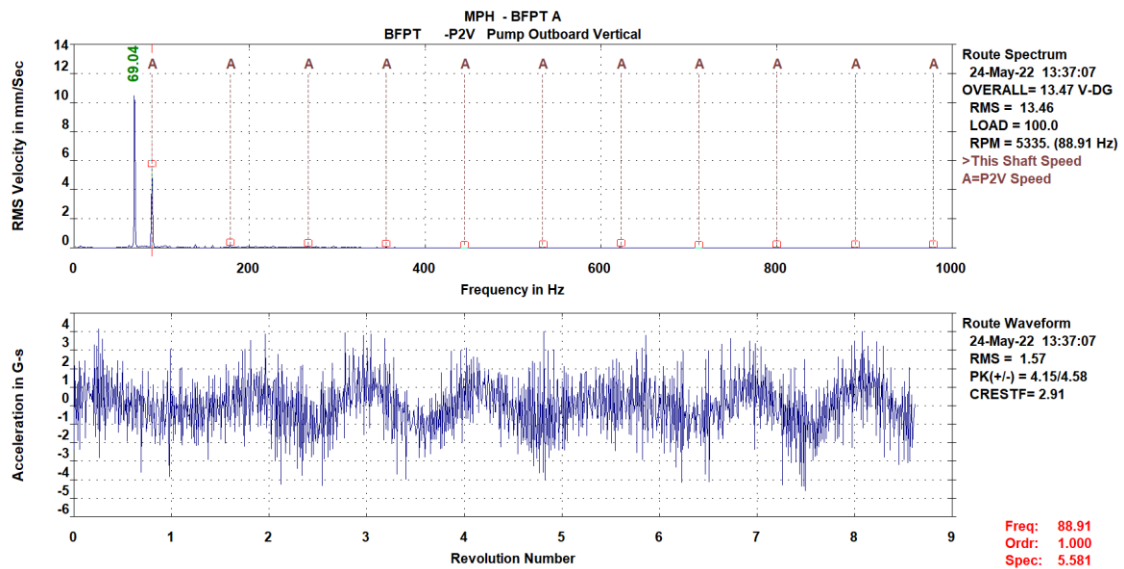 MPH - BFPT A
BFPT -P2V Pump Outboard Vertical
RMS Velocity in mm/Sec
14
12
10
8
6
4
2
0
69.04
A A A A A A A A A A A
0 200 400 600 800 1000
Frequency in Hz
Route Spectrum
24-May-22 13:37:07
OVERALL= 13.47 V-DG
RMS = 13.46
LOAD = 100.0
RPM = 5335. (88.91 Hz)
>This Shaft Speed
A=P2V Speed
Acceleration in G-s
4
3
2
1
0
-1
-2
-3
-4
-5
-6
0 1 2 3 4 5 6 7 8 9
Revolution Number
Route Waveform
24-May-22 13:37:07
RMS = 1.57
PK(+/-) = 4.15/4.58
CRESTF= 2.91
Freq: 88.91
Ordr: 1.000
Spec: 5.581